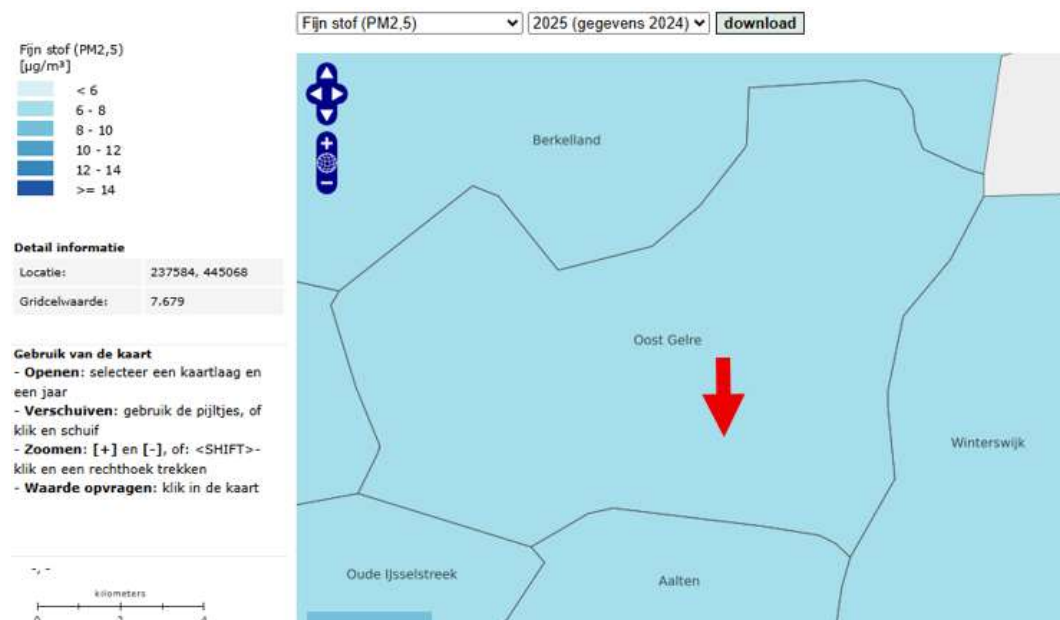 Fijn stof (PM2,5) 2025 (gegevens 2024) download
Fijn stof (PM2,5)
[µg/m³]
< 6
6 - 8
8 - 10
10 - 12
12 - 14
>= 14
Detail informatie
Locatie: 237584, 445068
Gridcelwaarde: 7.679
Gebruik van de kaart
- Openen: selecteer een kaartlaag en
een jaar
- Verschuiven: gebruik de pijltjes, of
klik en schuif
- Zoomen: [+] en [-], of: <SHIFT>-
klik en een rechthoek trekken
- Waarde opvragen: klik in de kaart
-, -
kilometers
Berkelland
Oost Gelre
Winterswijk
Oude IJsselstreek
Aalten